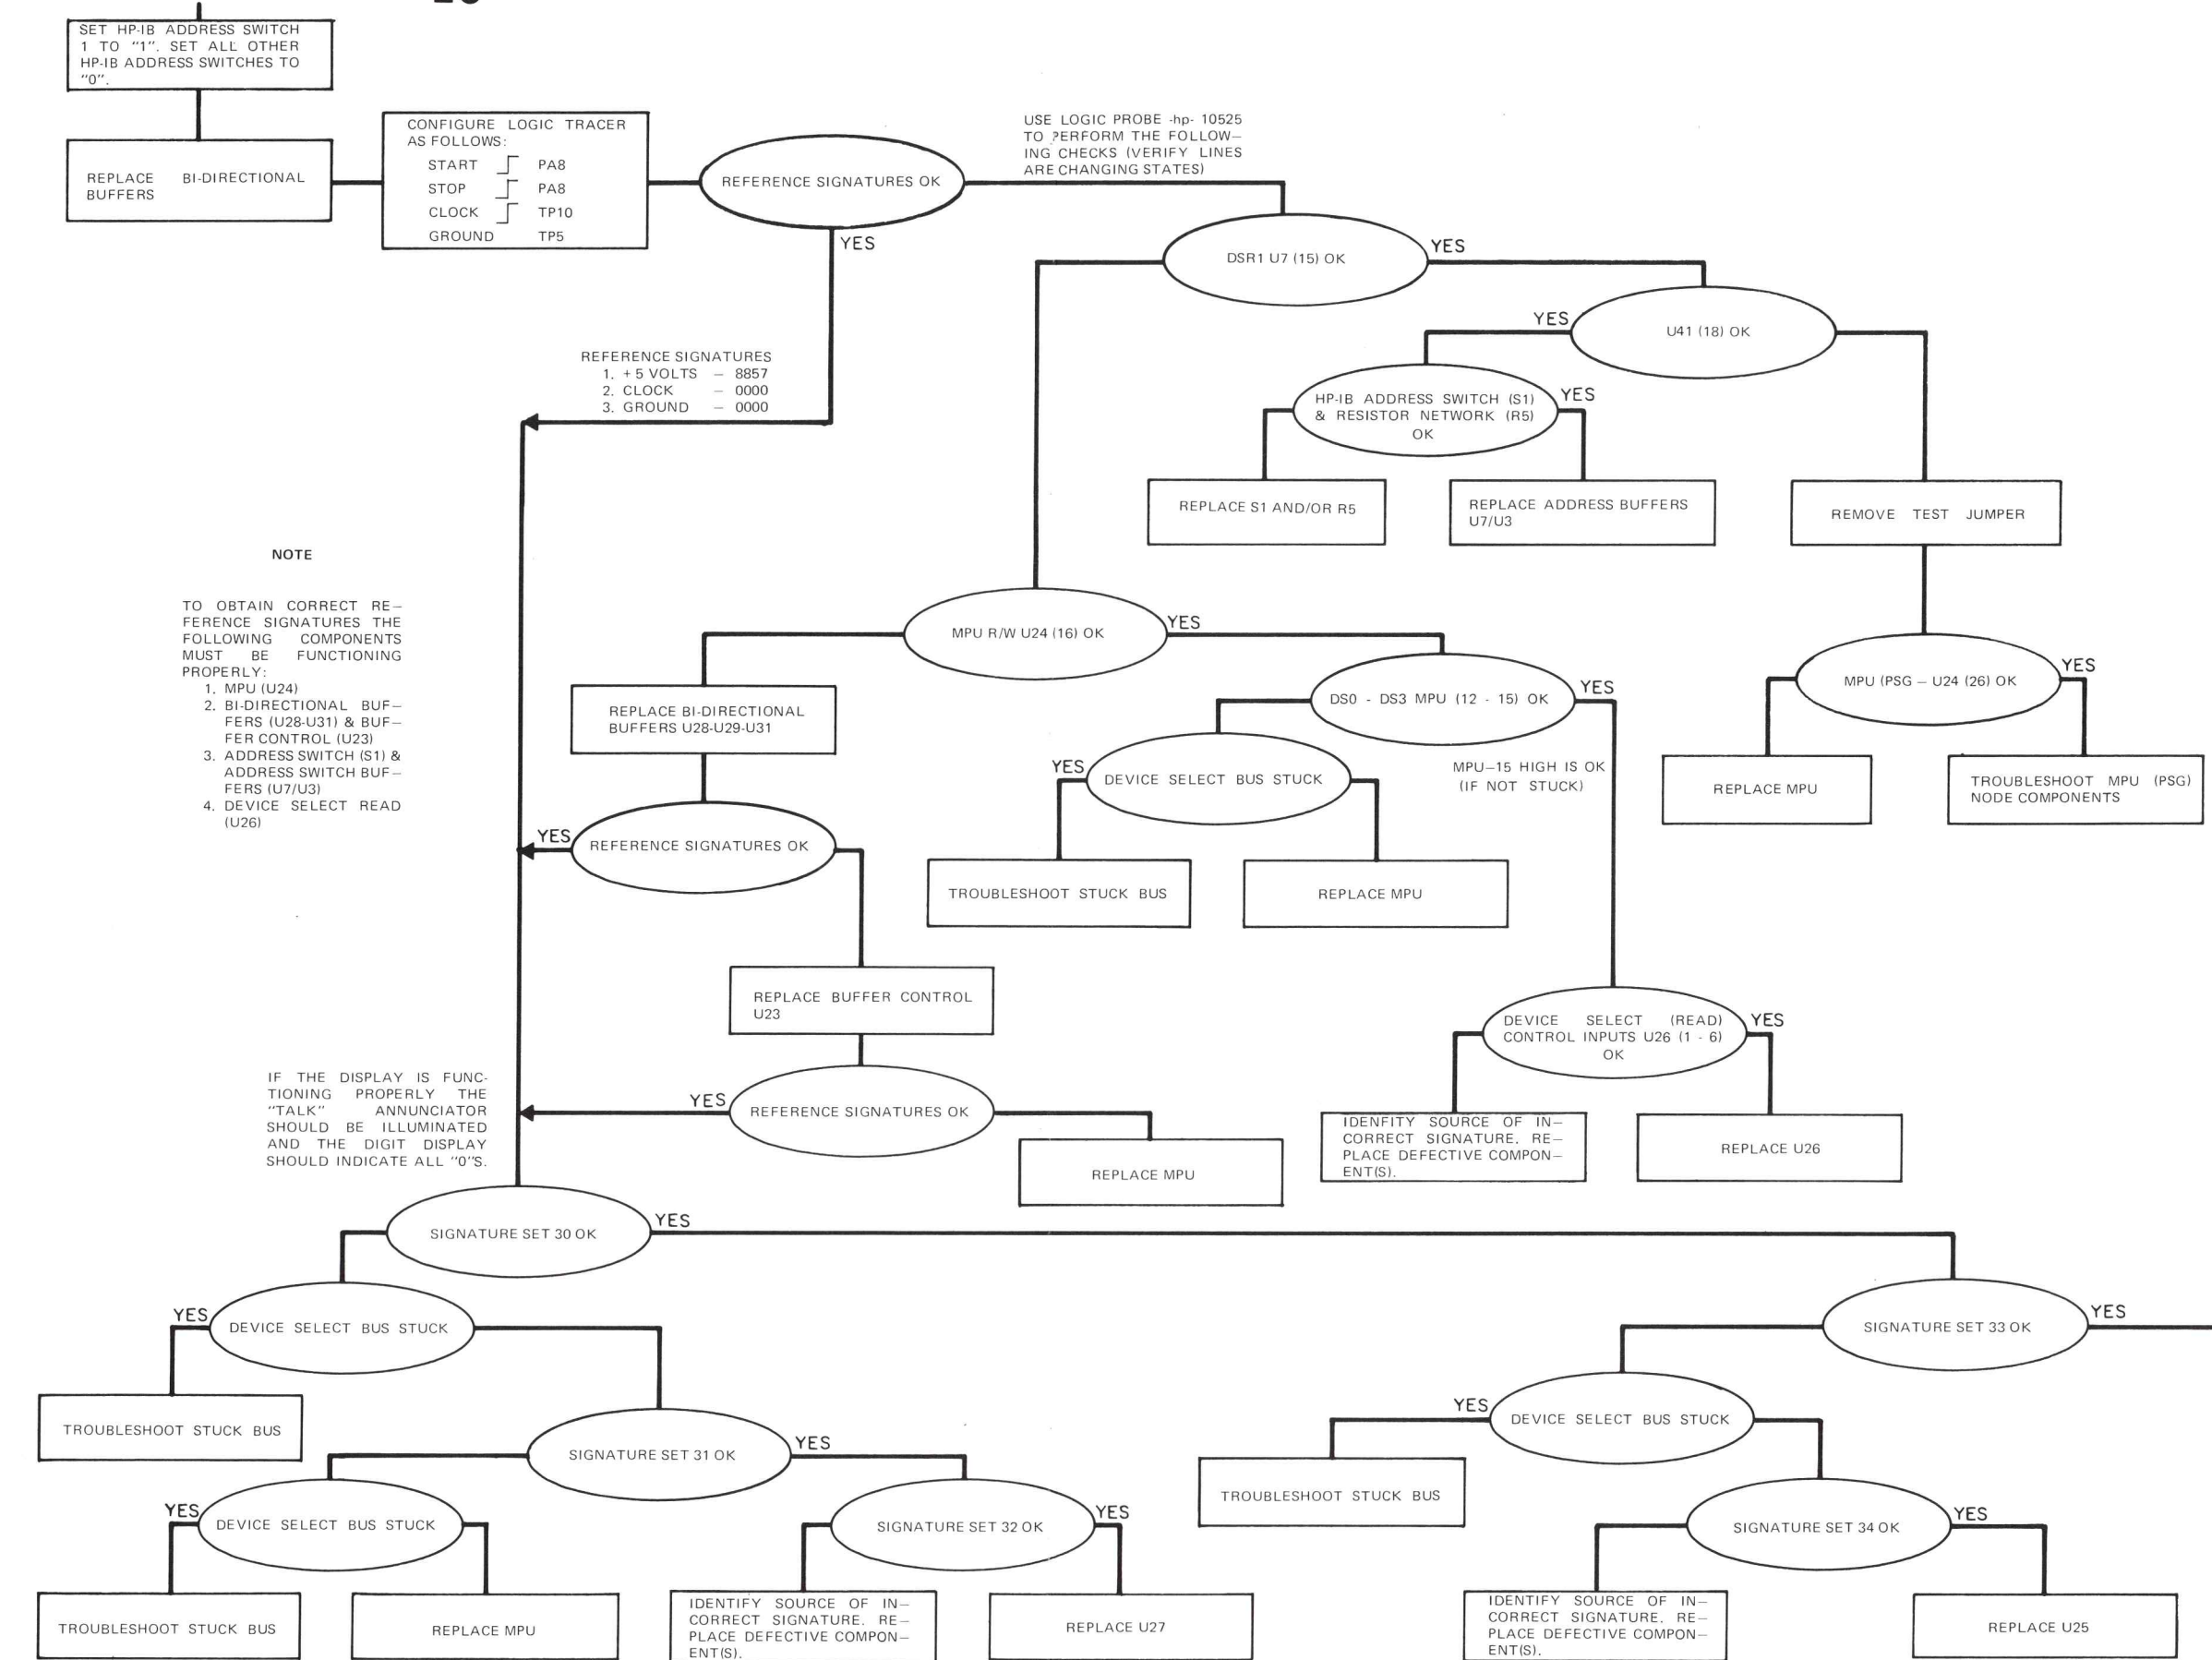 SET HP-IB ADDRESS SWITCH
1 TO "1". SET ALL OTHER
HP-IB ADDRESS SWITCHES TO
"0".
REPLACE BI-DIRECTIONAL
BUFFERS
CONFIGURE LOGIC TRACER
AS FOLLOWS:
START PA8
STOP PA8
CLOCK TP10
GROUND TP5
REFERENCE SIGNATURES OK
YES
USE LOGIC PROBE -hp- 10525
TO PERFORM THE FOLLOW—
ING CHECKS (VERIFY LINES
ARE CHANGING STATES)
DSR1 U7 (15) OK
YES
U41 (18) OK
YES
HP-IB ADDRESS SWITCH (S1)
& RESISTOR NETWORK (R5)
OK
YES
REPLACE S1 AND/OR R5
REPLACE ADDRESS BUFFERS
U7/U3
REMOVE TEST JUMPER
MPU (PSG — U24 (26) OK
YES
REPLACE MPU
TROUBLESHOOT MPU (PSG)
NODE COMPONENTS
REFERENCE SIGNATURES
1. + 5 VOLTS — 8857
2. CLOCK — 0000
3. GROUND — 0000
NOTE
TO OBTAIN CORRECT RE—
FERENCE SIGNATURES THE
FOLLOWING COMPONENTS
MUST BE FUNCTIONING
PROPERLY:
1. MPU (U24)
2. BI-DIRECTIONAL BUF—
FERS (U28-U31) & BUF—
FER CONTROL (U23)
3. ADDRESS SWITCH (S1) &
ADDRESS SWITCH BUF—
FERS (U7/U3)
4. DEVICE SELECT READ
(U26)
MPU R/W U24 (16) OK
YES
REPLACE BI-DIRECTIONAL
BUFFERS U28-U29-U31
DS0 - DS3 MPU (12 - 15) OK
YES
MPU—15 HIGH IS OK
(IF NOT STUCK)
YES
DEVICE SELECT BUS STUCK
TROUBLESHOOT STUCK BUS
REPLACE MPU
YES
REFERENCE SIGNATURES OK
REPLACE BUFFER CONTROL
U23
YES
REFERENCE SIGNATURES OK
REPLACE MPU
DEVICE SELECT (READ)
CONTROL INPUTS U26 (1 - 6)
OK
YES
IDENFITY SOURCE OF IN—
CORRECT SIGNATURE, RE—
PLACE DEFECTIVE COMPON—
ENT(S).
REPLACE U26
IF THE DISPLAY IS FUNC-
TIONING PROPERLY THE
"TALK" ANNUNCIATOR
SHOULD BE ILLUMINATED
AND THE DIGIT DISPLAY
SHOULD INDICATE ALL "0"S.
SIGNATURE SET 30 OK
YES
YES
DEVICE SELECT BUS STUCK
TROUBLESHOOT STUCK BUS
SIGNATURE SET 31 OK
YES
YES
DEVICE SELECT BUS STUCK
TROUBLESHOOT STUCK BUS
REPLACE MPU
SIGNATURE SET 32 OK
YES
IDENTIFY SOURCE OF IN—
CORRECT SIGNATURE, RE—
PLACE DEFECTIVE COMPON—
ENT(S).
REPLACE U27
SIGNATURE SET 33 OK
YES
YES
DEVICE SELECT BUS STUCK
TROUBLESHOOT STUCK BUS
SIGNATURE SET 34 OK
YES
IDENTIFY SOURCE OF IN—
CORRECT SIGNATURE, RE—
PLACE DEFECTIVE COMPON—
ENT(S).
REPLACE U25